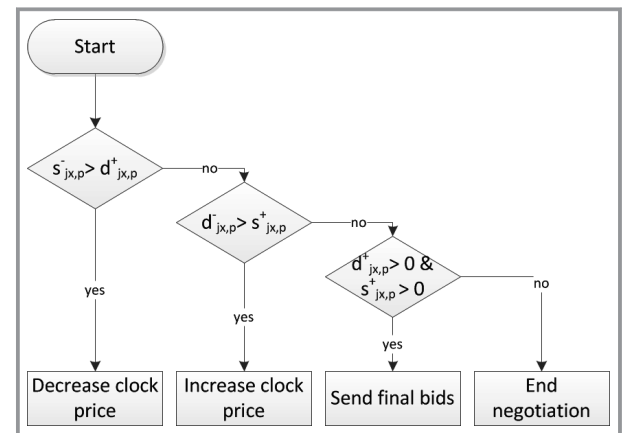 Start
s⁻jx,p> d⁺jx,p
no
d⁻jx,p> s⁺jx,p
no
d⁺jx,p> 0 &
s⁺jx,p > 0
no
yes
yes
yes
Decrease clock
price
Increase clock
price
Send final bids
End
negotiation